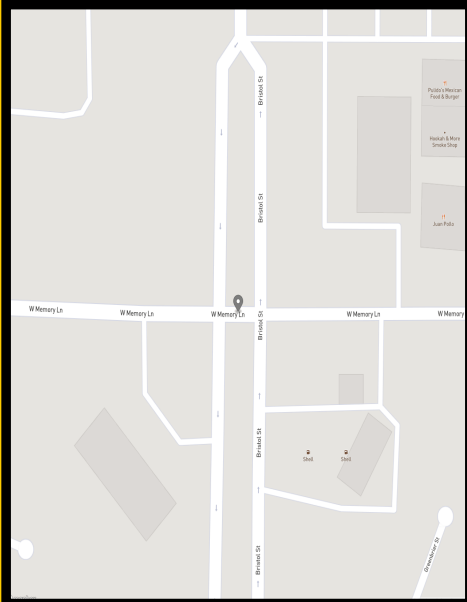 Bristol St
Pulido's Mexican
Food & Burger
Hookah & More
Smoke Shop
Bristol St
Juan Pollo
W Memory Ln
W Memory Ln
W Memory Ln
Bristol St
W Memory Ln
W Memory
Bristol St
Shell
Shell
Bristol St
Greenbrier St